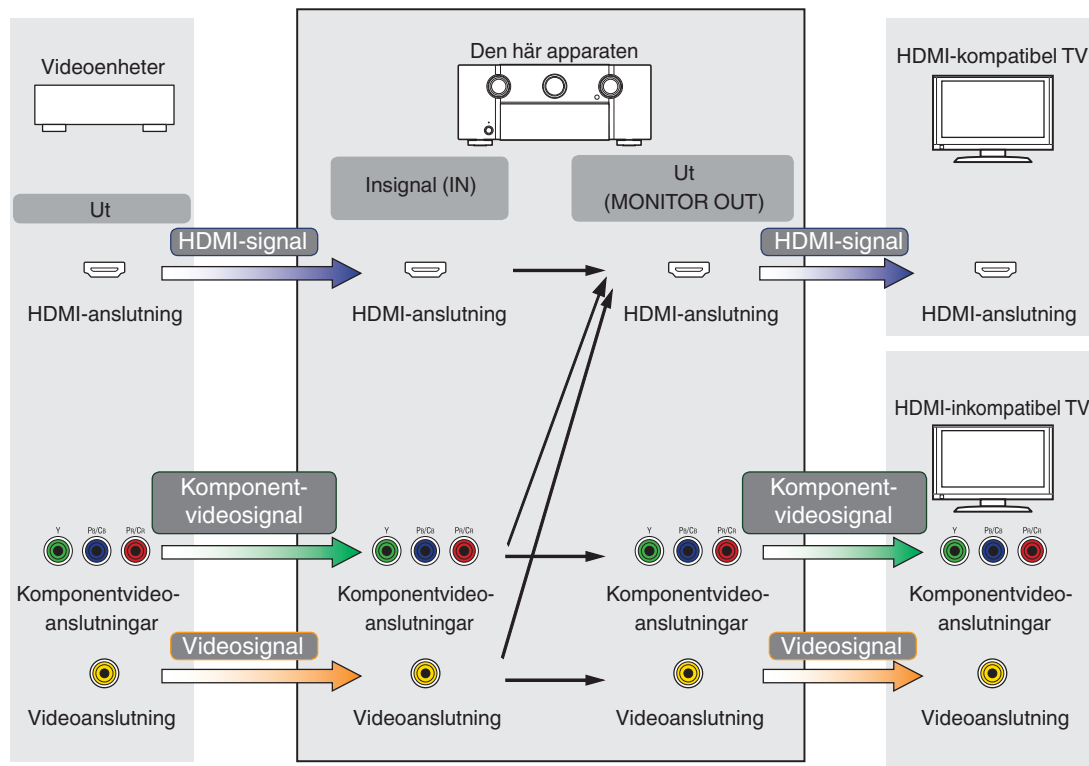 Videoenheter
Den här apparaten
HDMI-kompatibel TV
Insignal (IN)
Ut
(MONITOR OUT)
Ut
HDMI-signal
HDMI-signal
HDMI-anslutning
HDMI-anslutning
HDMI-anslutning
HDMI-anslutning
HDMI-inkompatibel TV
Komponent-
videosignal
Komponent-
videosignal
Y PB/CB PR/CR
Y PB/CB PR/CR
Y PB/CB PR/CR
Y PB/CB PR/CR
Komponentvideo-
anslutningar
Komponentvideo-
anslutningar
Komponentvideo-
anslutningar
Komponentvideo-
anslutningar
Videosignal
Videosignal
Videoanslutning
Videoanslutning
Videoanslutning
Videoanslutning